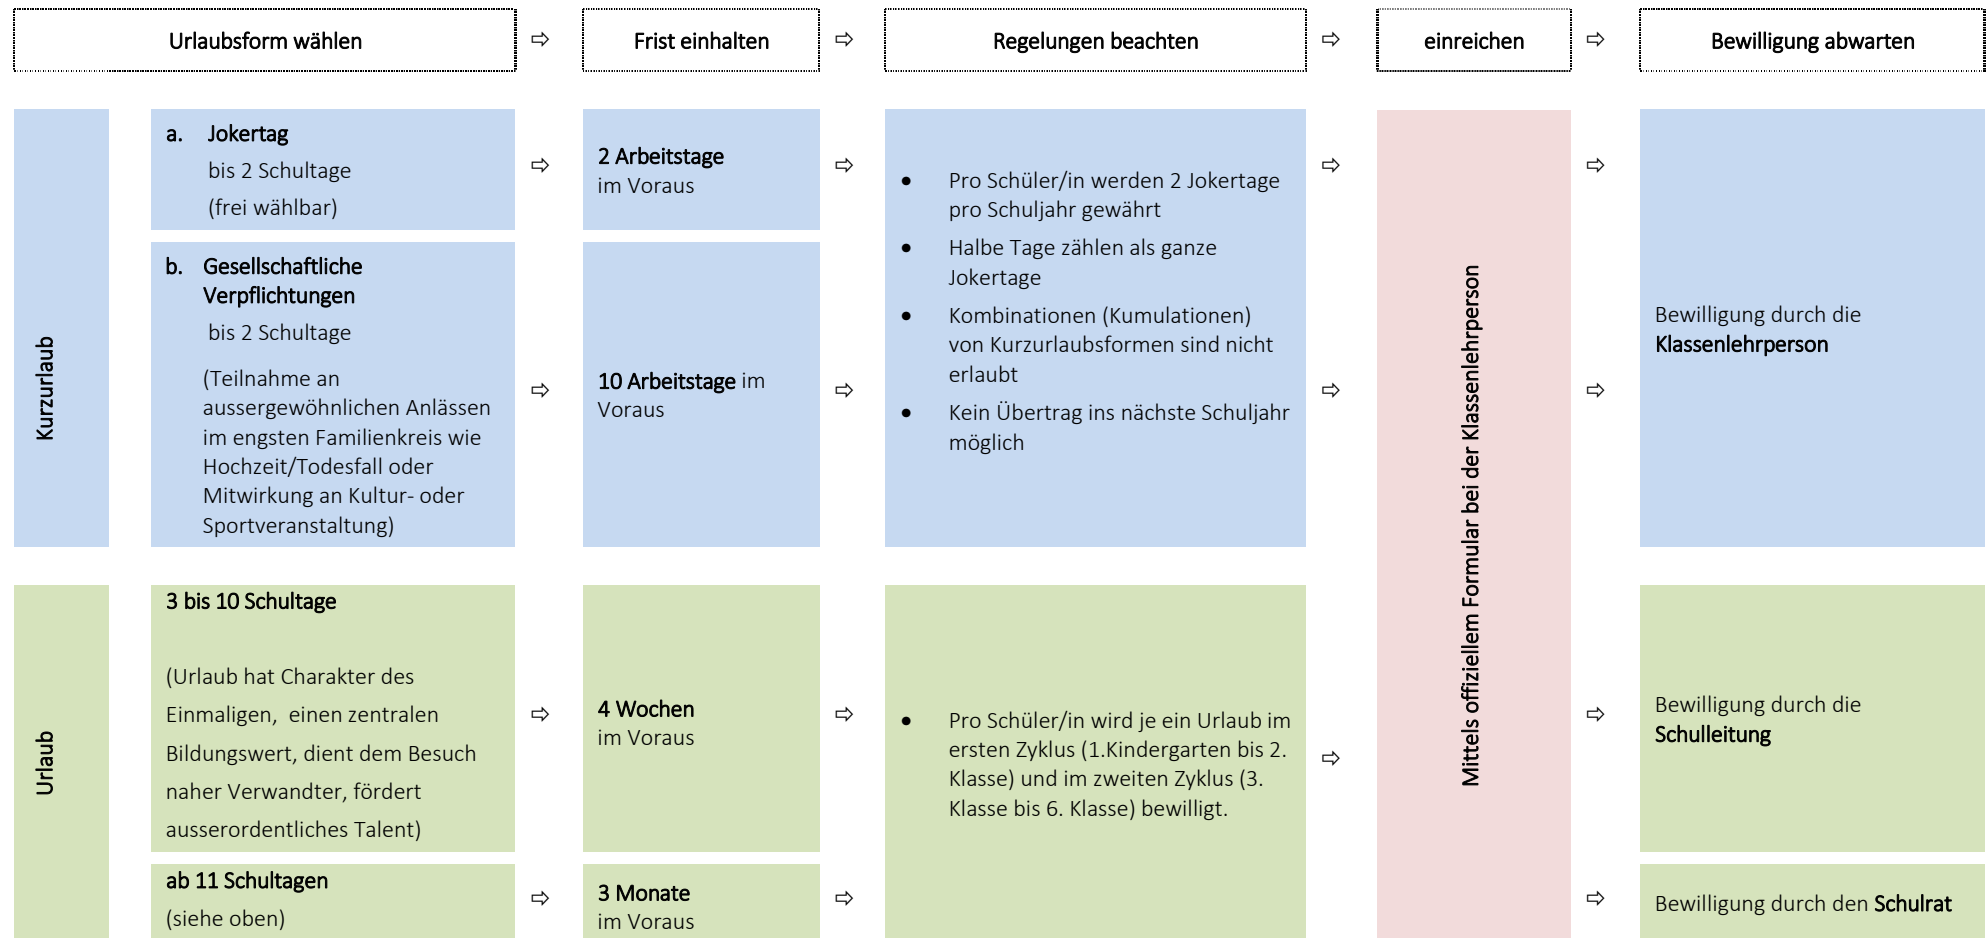 Urlaubsform wählen ⇨ Frist einhalten ⇨ Regelungen beachten ⇨ einreichen ⇨ Bewilligung abwarten
Kurzurlaub
a. Jokertag
bis 2 Schultage
(frei wählbar)
⇨
2 Arbeitstage
im Voraus
⇨
b. Gesellschaftliche
Verpflichtungen
bis 2 Schultage
(Teilnahme an
aussergewöhnlichen Anlässen
im engsten Familienkreis wie
Hochzeit/Todesfall oder
Mitwirkung an Kultur- oder
Sportveranstaltung)
⇨
10 Arbeitstage im
Voraus
⇨
● Pro Schüler/in werden 2 Jokertage
pro Schuljahr gewährt
● Halbe Tage zählen als ganze
Jokertage
● Kombinationen (Kumulationen)
von Kurzurlaubsformen sind nicht
erlaubt
● Kein Übertrag ins nächste Schuljahr
möglich
⇨
⇨
Mittels offiziellem Formular bei der Klassenlehrperson
⇨
⇨
Bewilligung durch die
Klassenlehrperson
Urlaub
3 bis 10 Schultage
(Urlaub hat Charakter des
Einmaligen, einen zentralen
Bildungswert, dient dem Besuch
naher Verwandter, fördert
ausserordentliches Talent)
⇨
4 Wochen
im Voraus
⇨
ab 11 Schultagen
(siehe oben)
⇨
3 Monate
im Voraus
⇨
● Pro Schüler/in wird je ein Urlaub im
ersten Zyklus (1.Kindergarten bis 2.
Klasse) und im zweiten Zyklus (3.
Klasse bis 6. Klasse) bewilligt.
⇨
⇨
Bewilligung durch die
Schulleitung
⇨
Bewilligung durch den Schulrat